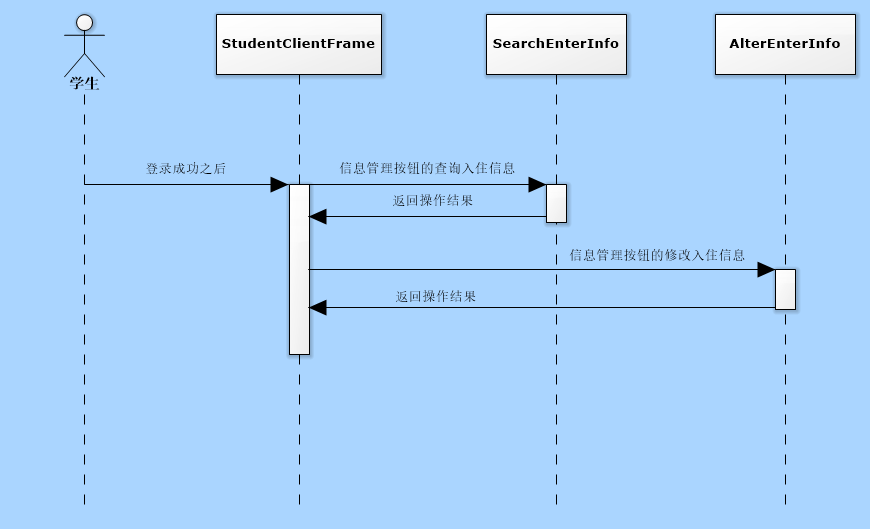 StudentClientFrame
SearchEnterInfo
AlterEnterInfo
学生
登录成功之后
信息管理按钮的查询入住信息
返回操作结果
信息管理按钮的修改入住信息
返回操作结果